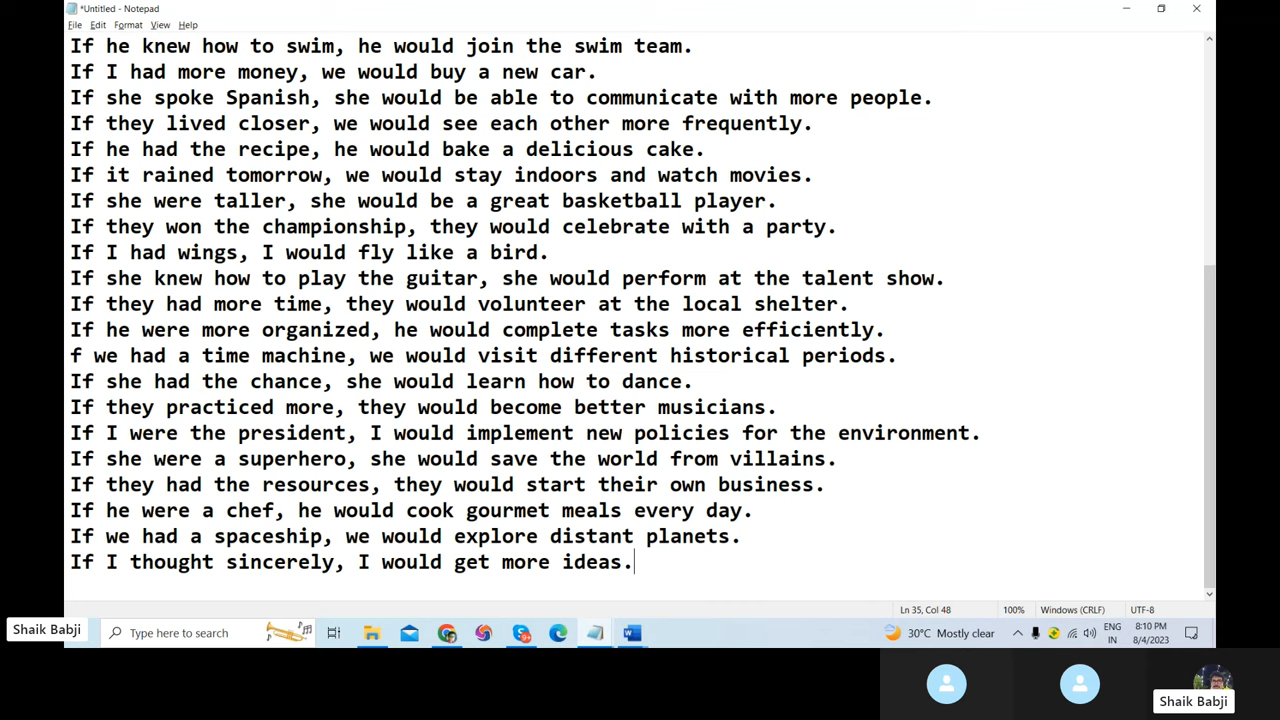 *Untitled - Notepad
File Edit Format View Help
If he knew how to swim, he would join the swim team.
If I had more money, we would buy a new car.
If she spoke Spanish, she would be able to communicate with more people.
If they lived closer, we would see each other more frequently.
If he had the recipe, he would bake a delicious cake.
If it rained tomorrow, we would stay indoors and watch movies.
If she were taller, she would be a great basketball player.
If they won the championship, they would celebrate with a party.
If I had wings, I would fly like a bird.
If she knew how to play the guitar, she would perform at the talent show.
If they had more time, they would volunteer at the local shelter.
If he were more organized, he would complete tasks more efficiently.
f we had a time machine, we would visit different historical periods.
If she had the chance, she would learn how to dance.
If they practiced more, they would become better musicians.
If I were the president, I would implement new policies for the environment.
If she were a superhero, she would save the world from villains.
If they had the resources, they would start their own business.
If he were a chef, he would cook gourmet meals every day.
If we had a spaceship, we would explore distant planets.
If I thought sincerely, I would get more ideas.
Ln 35, Col 48 100% Windows (CRLF) UTF-8
Shaik Babji Type here to search 30°C Mostly clear ENG IN 8:10 PM 8/4/2023
Shaik Babji